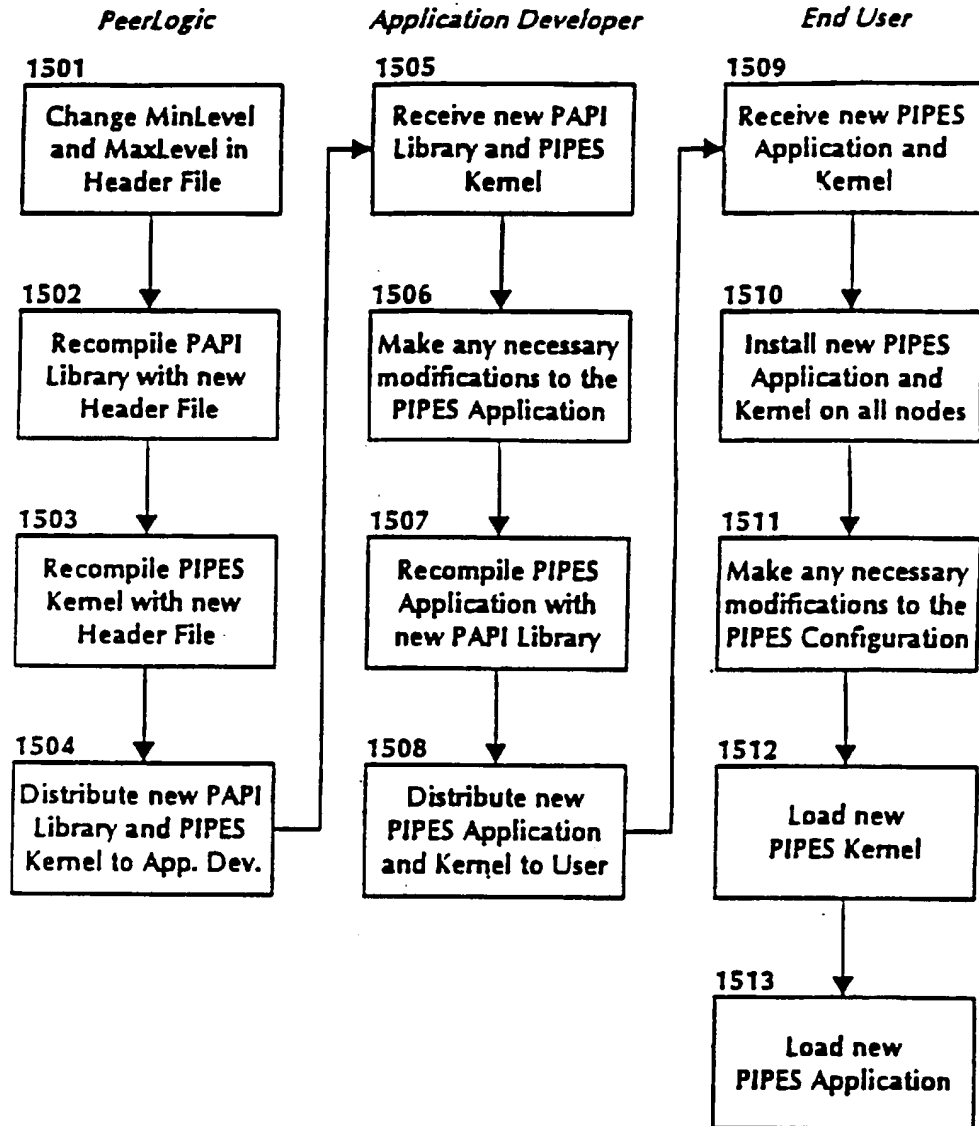 PeerLogic
1501
Change MinLevel
and MaxLevel in
Header File
1502
Recompile PAPI
Library with new
Header File
1503
Recompile PIPES
Kernel with new
Header File
1504
Distribute new PAPI
Library and PIPES
Kernel to App. Dev.
Application Developer
1505
Receive new PAPI
Library and PIPES
Kernel
1506
Make any necessary
modifications to the
PIPES Application
1507
Recompile PIPES
Application with
new PAPI Library
1508
Distribute new
PIPES Application
and Kernel to User
End User
1509
Receive new PIPES
Application and
Kernel
1510
Install new PIPES
Application and
Kernel on all nodes
1511
Make any necessary
modifications to the
PIPES Configuration
1512
Load new
PIPES Kernel
1513
Load new
PIPES Application